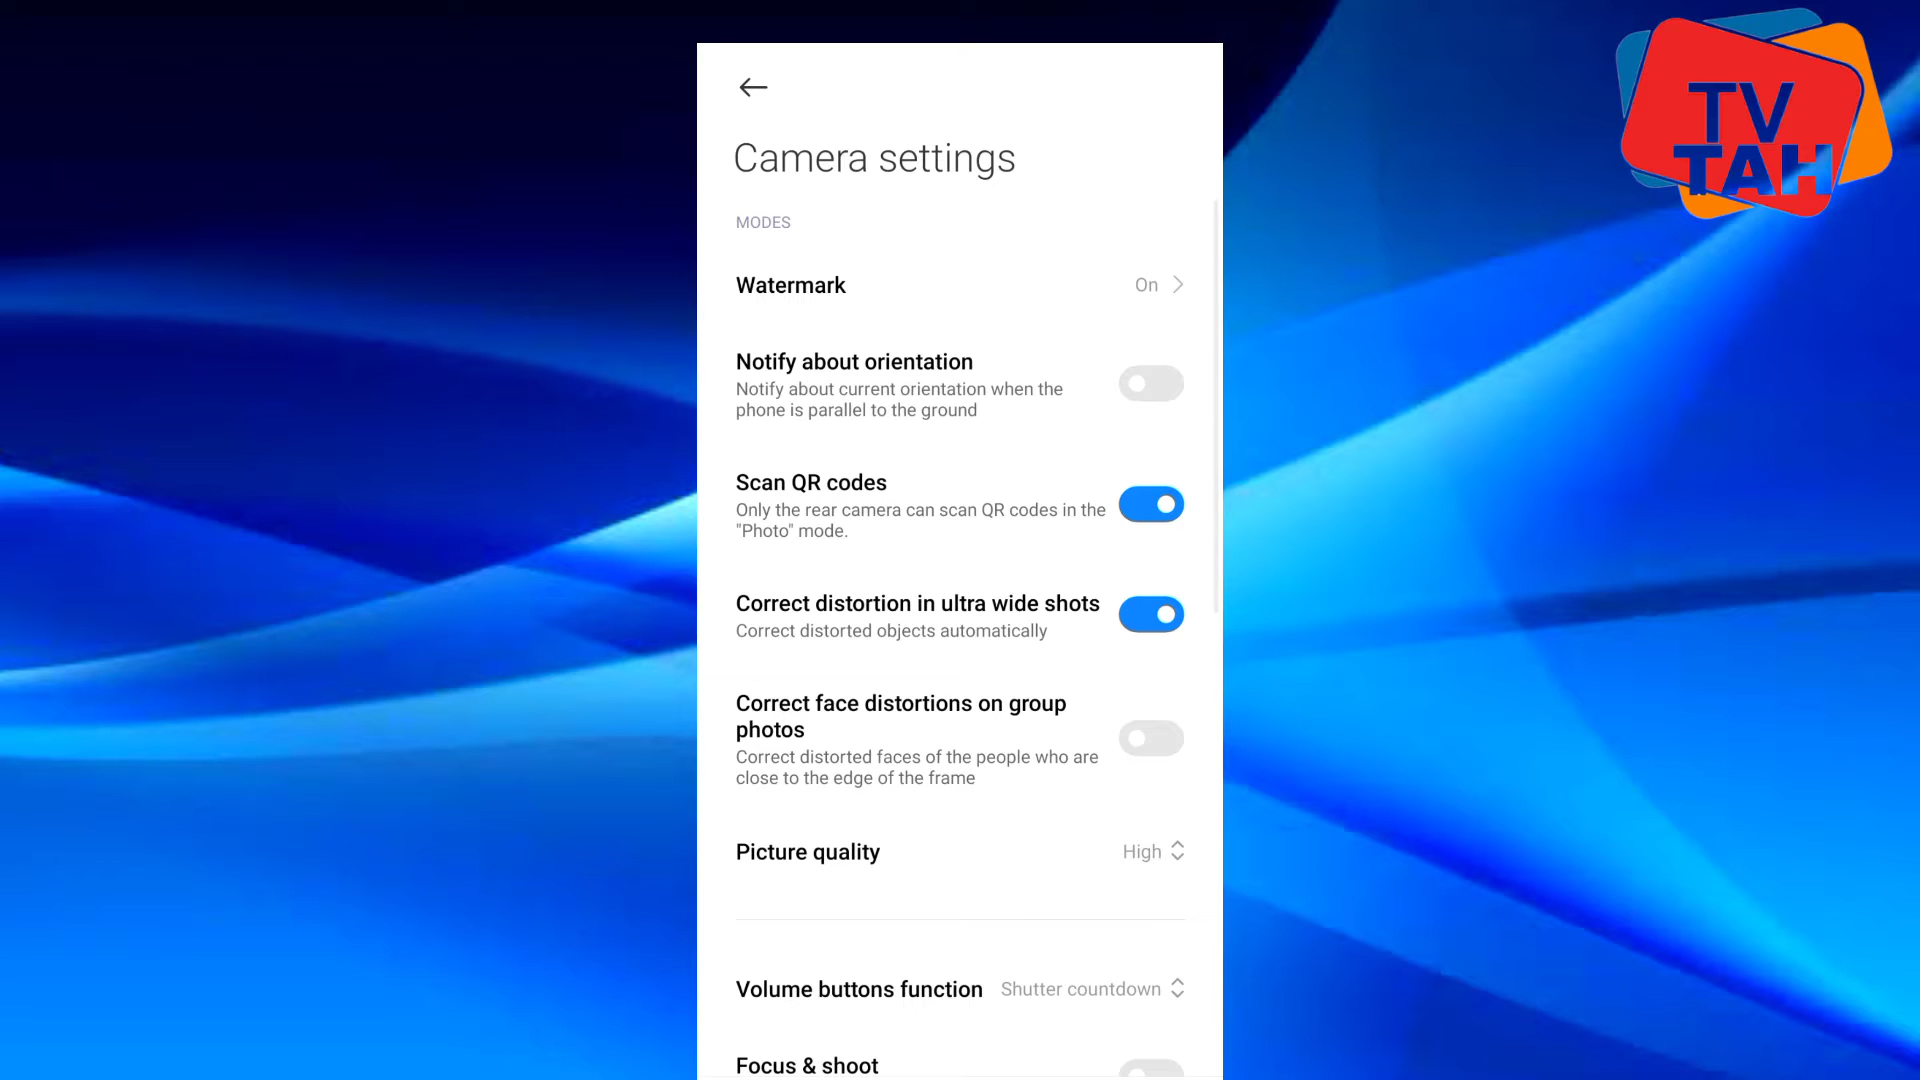 TV
TAH
Camera settings
MODES
Watermark
On
Notify about orientation
Notify about current orientation when the
phone is parallel to the ground
Scan QR codes
Only the rear camera can scan QR codes in the
"Photo" mode.
Correct distortion in ultra wide shots
Correct distorted objects automatically
Correct face distortions on group
photos
Correct distorted faces of the people who are
close to the edge of the frame
Picture quality
High
Volume buttons function
Shutter countdown
Focus & shoot